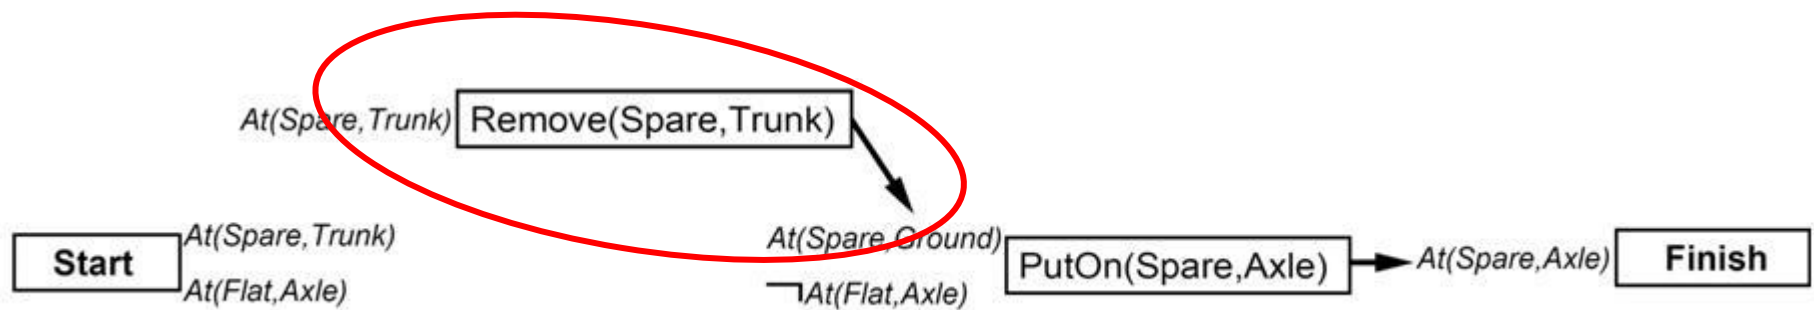 At(Spare,Trunk) Remove(Spare,Trunk)
At(Spare,Trunk)
Start
At(Flat,Axle)
At(Spare,Ground)
¬At(Flat,Axle)
PutOn(Spare,Axle)
At(Spare,Axle)
Finish